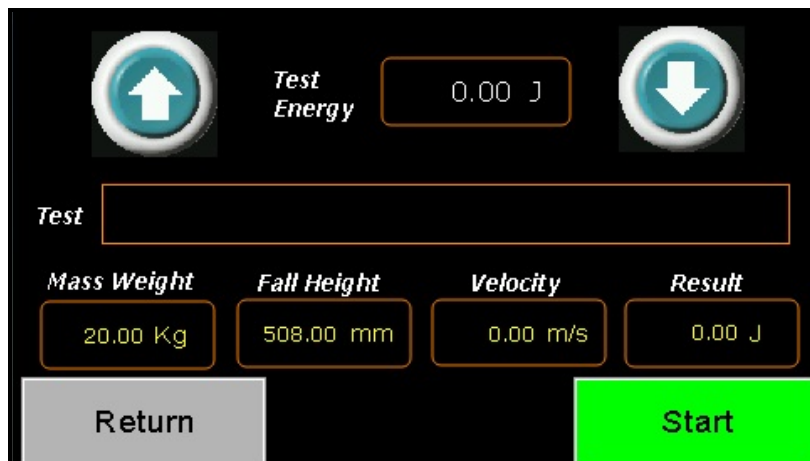 Test
Energy
0.00 J
Test
Mass Weight
Fall Height
Velocity
Result
20.00 Kg
508.00 mm
0.00 m/s
0.00 J
Return
Start